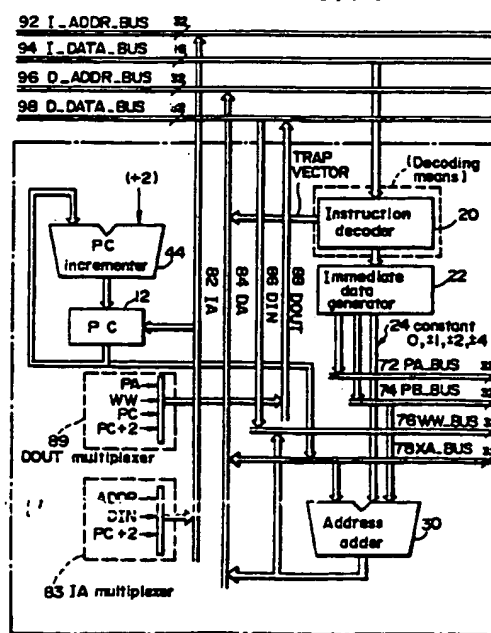 92 I_ADDR_BUS 32
94 I_DATA_BUS 16
96 D_ADDR_BUS 32
98 D_DATA_BUS
(Decoding means)
TRAP VECTOR
(+2)
Instruction decoder
20
PC incrementer
44
82 IA
84 DA
86 DIN
88 DOUT
Immediate data generator
22
12
PC
24 constant
0, ±1, ±2, ±4
72 PA_BUS
74 PB_BUS
76 WW_BUS
78 XA_BUS
PA
WW
PC
PC+2
89
DOUT multiplexer
ADDR
DIN
PC+2
83 IA multiplexer
Address adder
30